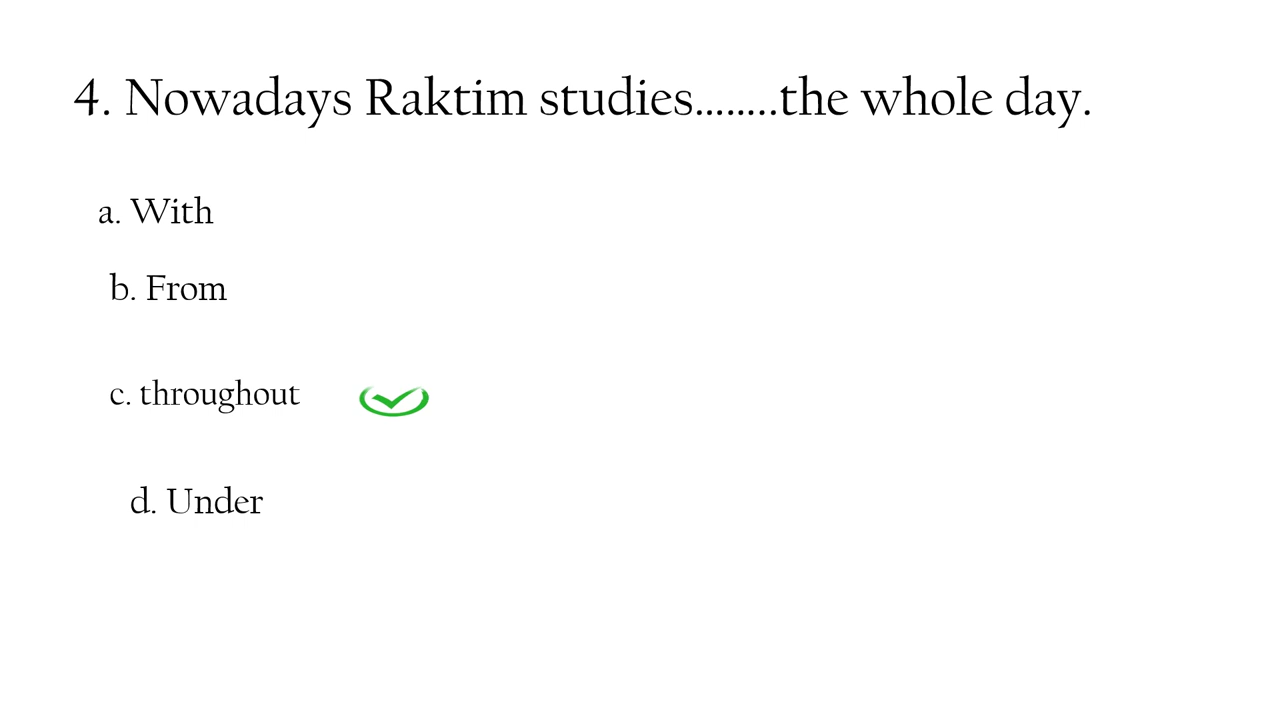 4. Nowadays Raktim studies........the whole day.
a. With
b. From
c. throughout
d. Under